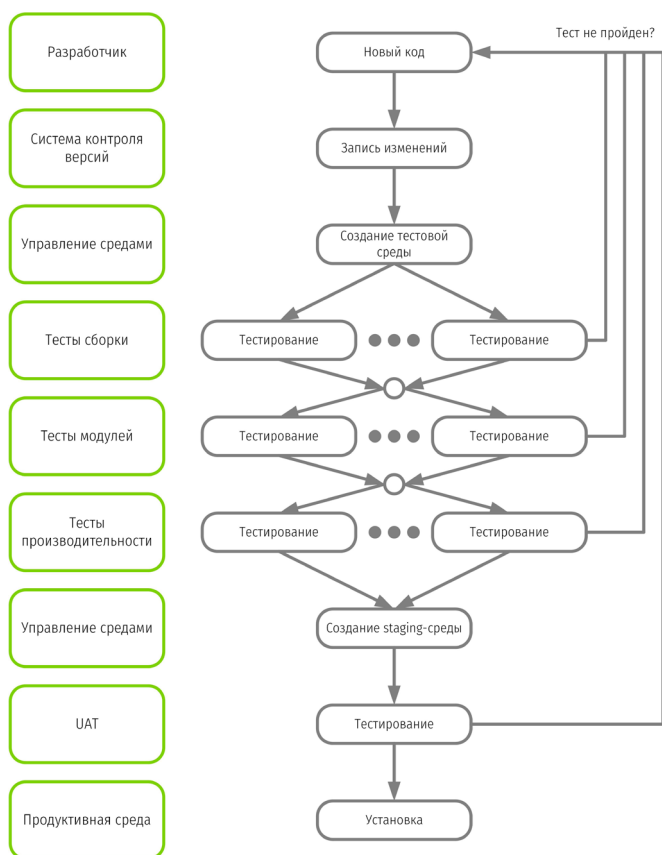 Тест не пройден?
Разработчик
Новый код
Система контроля
версий
Запись изменений
Управление средами
Создание тестовой
среды
Тесты сборки
Тестирование
Тестирование
Тесты модулей
Тестирование
Тестирование
Тесты
производительности
Тестирование
Тестирование
Управление средами
Создание staging-среды
UAT
Тестирование
Продуктивная среда
Установка